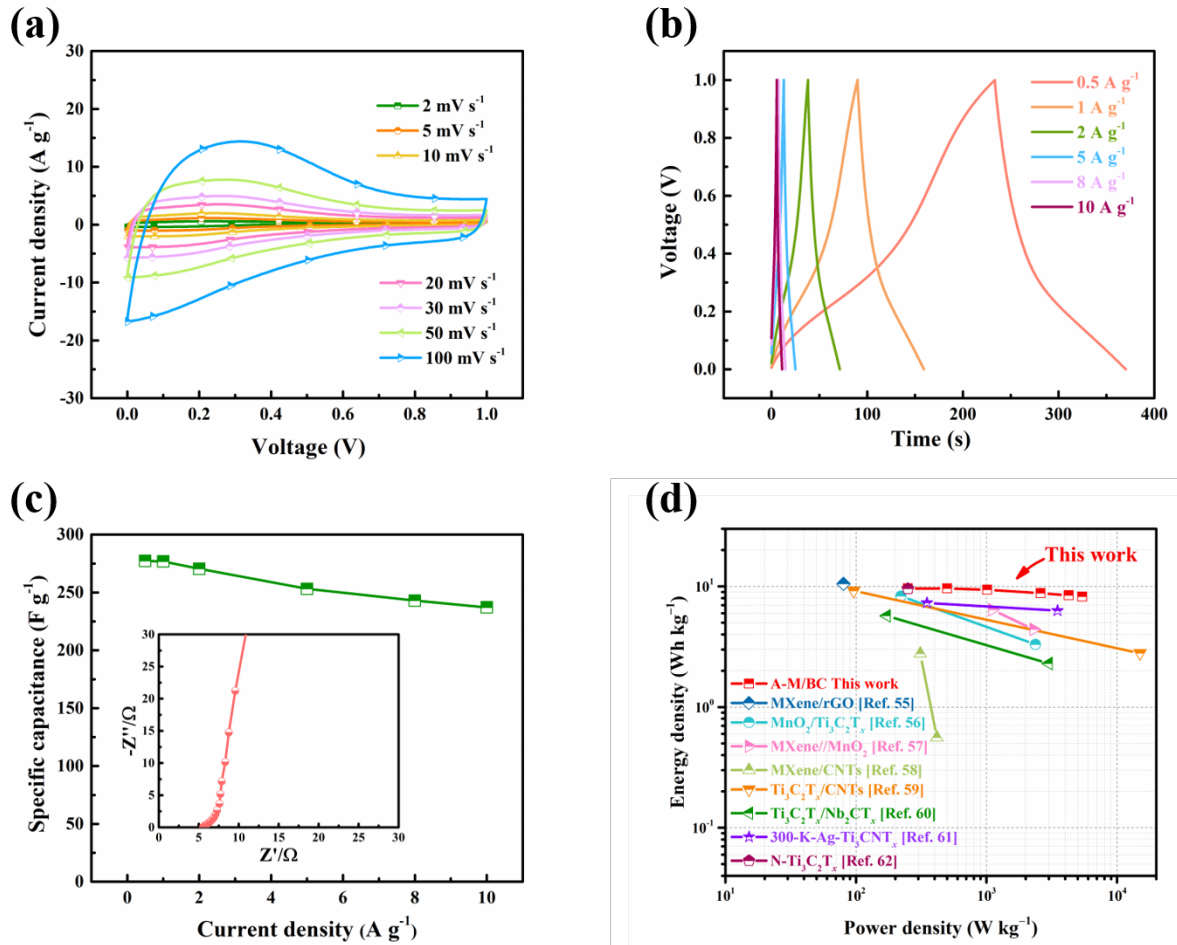 (a)
30
20
10
0
-10
-20
-30
Current density (A g⁻¹)
2 mV s⁻¹
5 mV s⁻¹
10 mV s⁻¹
20 mV s⁻¹
30 mV s⁻¹
50 mV s⁻¹
100 mV s⁻¹
0.0 0.2 0.4 0.6 0.8 1.0
Voltage (V)
(b)
1.0
0.8
0.6
0.4
0.2
0.0
Voltage (V)
0.5 A g⁻¹
1 A g⁻¹
2 A g⁻¹
5 A g⁻¹
8 A g⁻¹
10 A g⁻¹
0 100 200 300 400
Time (s)
(c)
300
250
200
150
100
50
0
Specific capacitance (F g⁻¹)
30
25
20
15
10
5
0
-Z''/Ω
0 5 10 15 20 25 30
Z'/Ω
0 2 4 6 8 10
Current density (A g⁻¹)
(d)
10¹
10⁰
10⁻¹
Energy density (Wh kg⁻¹)
This work
A-M/BC This work
MXene/rGO [Ref. 55]
MnO₂/Ti₃C₂Tₓ [Ref. 56]
MXene//MnO₂ [Ref. 57]
MXene/CNTs [Ref. 58]
Ti₃C₂Tₓ/CNTs [Ref. 59]
Ti₃C₂Tₓ/Nb₂CTₓ [Ref. 60]
300-K-Ag-Ti₃CNTₓ [Ref. 61]
N-Ti₃C₂Tₓ [Ref. 62]
10¹ 10² 10³ 10⁴
Power density (W kg⁻¹)